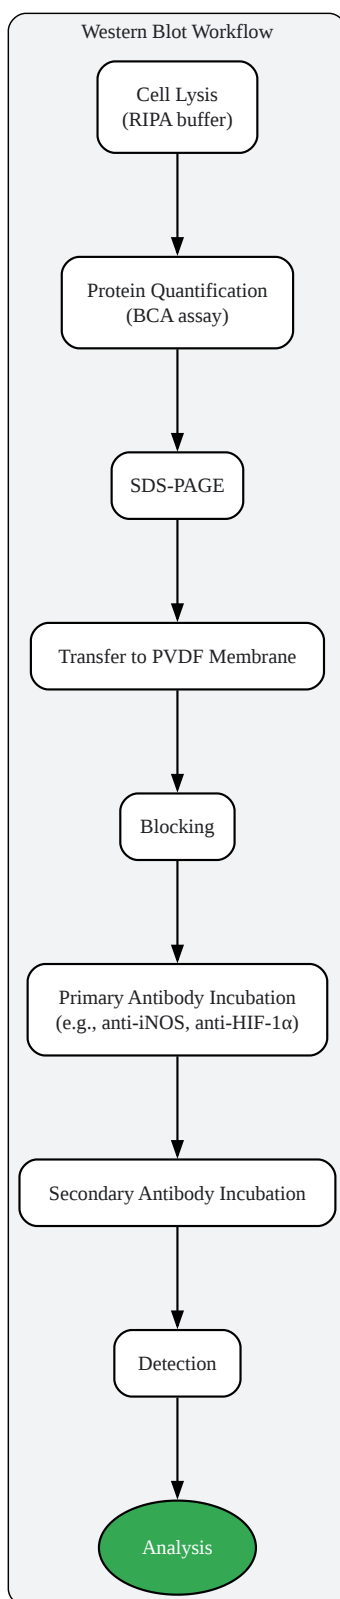 Western Blot Workflow
Cell Lysis
(RIPA buffer)
Protein Quantification
(BCA assay)
SDS-PAGE
Transfer to PVDF Membrane
Blocking
Primary Antibody Incubation
(e.g., anti-iNOS, anti-HIF-1α)
Secondary Antibody Incubation
Detection
Analysis